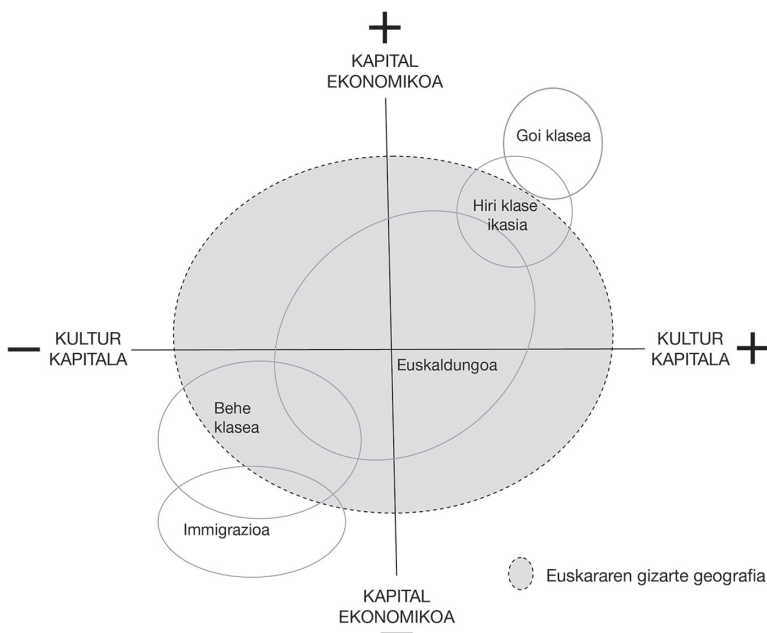 +
KAPITAL
EKONOMIKOA
Goi klasea
Hiri klase
ikasia
— KULTUR
KAPITALA
KULTUR
KAPITALA +
Euskaldungoa
Behe
klasea
Immigrazioa
Euskararen gizarte geografia
KAPITAL
EKONOMIKOA
—